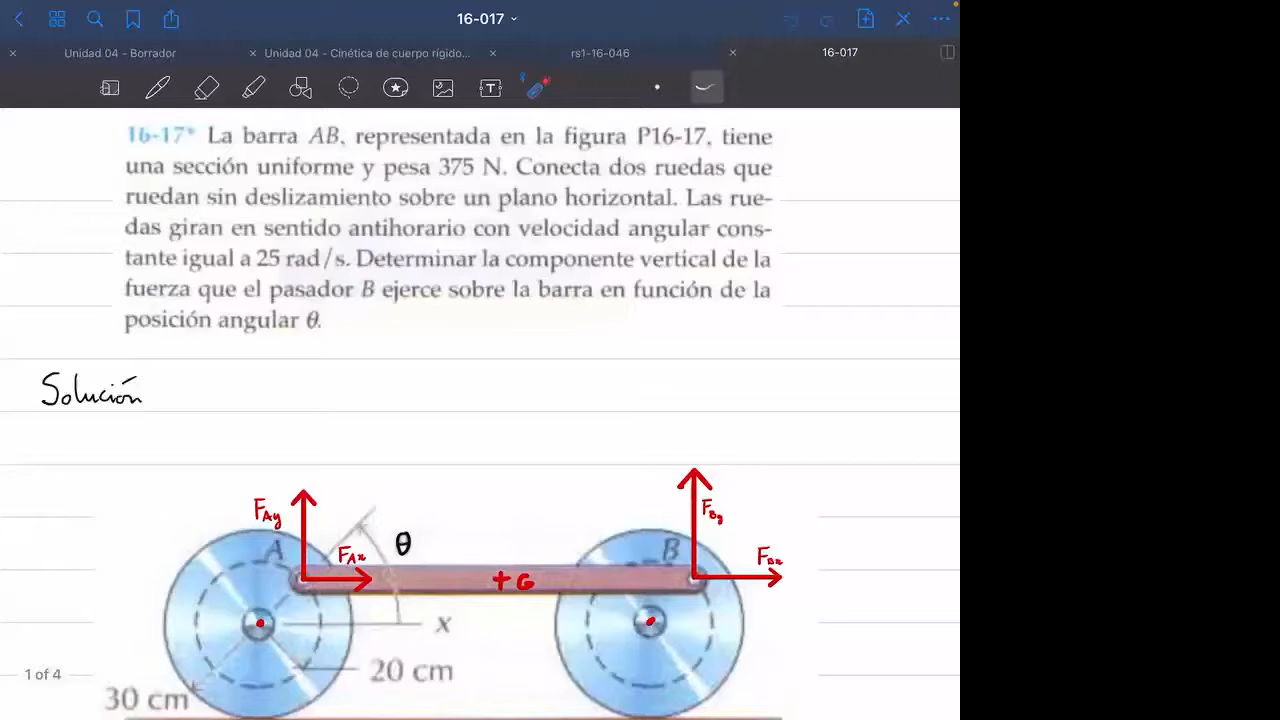 16-017
Unidad 04 - Borrador
Unidad 04 - Cinética de cuerpo rígido...
rs1-16-046
16-017
T
16-17* La barra AB, representada en la figura P16-17, tiene
una sección uniforme y pesa 375 N. Conecta dos ruedas que
ruedan sin deslizamiento sobre un plano horizontal. Las rue-
das giran en sentido antihorario con velocidad angular cons-
tante igual a 25 rad/s. Determinar la componente vertical de la
fuerza que el pasador B ejerce sobre la barra en función de la
posición angular θ.
Solución
FAy
FBy
A
FAx
θ
B
FBx
+G
x
20 cm
30 cm
1 of 4